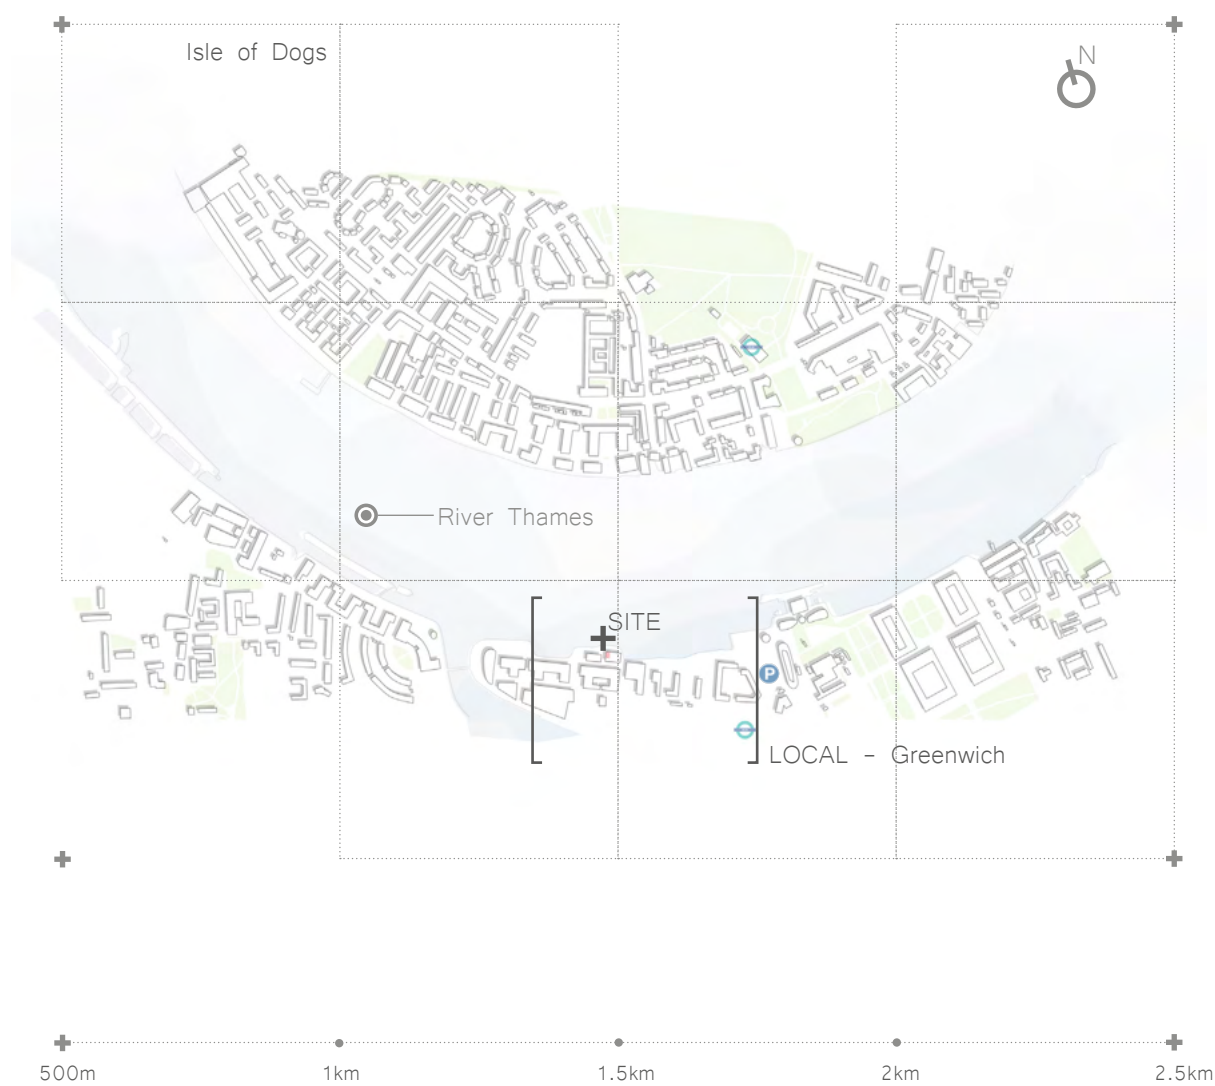 Isle of Dogs
N
River Thames
SITE
P
LOCAL - Greenwich
500m
1km
1.5km
2km
2.5km